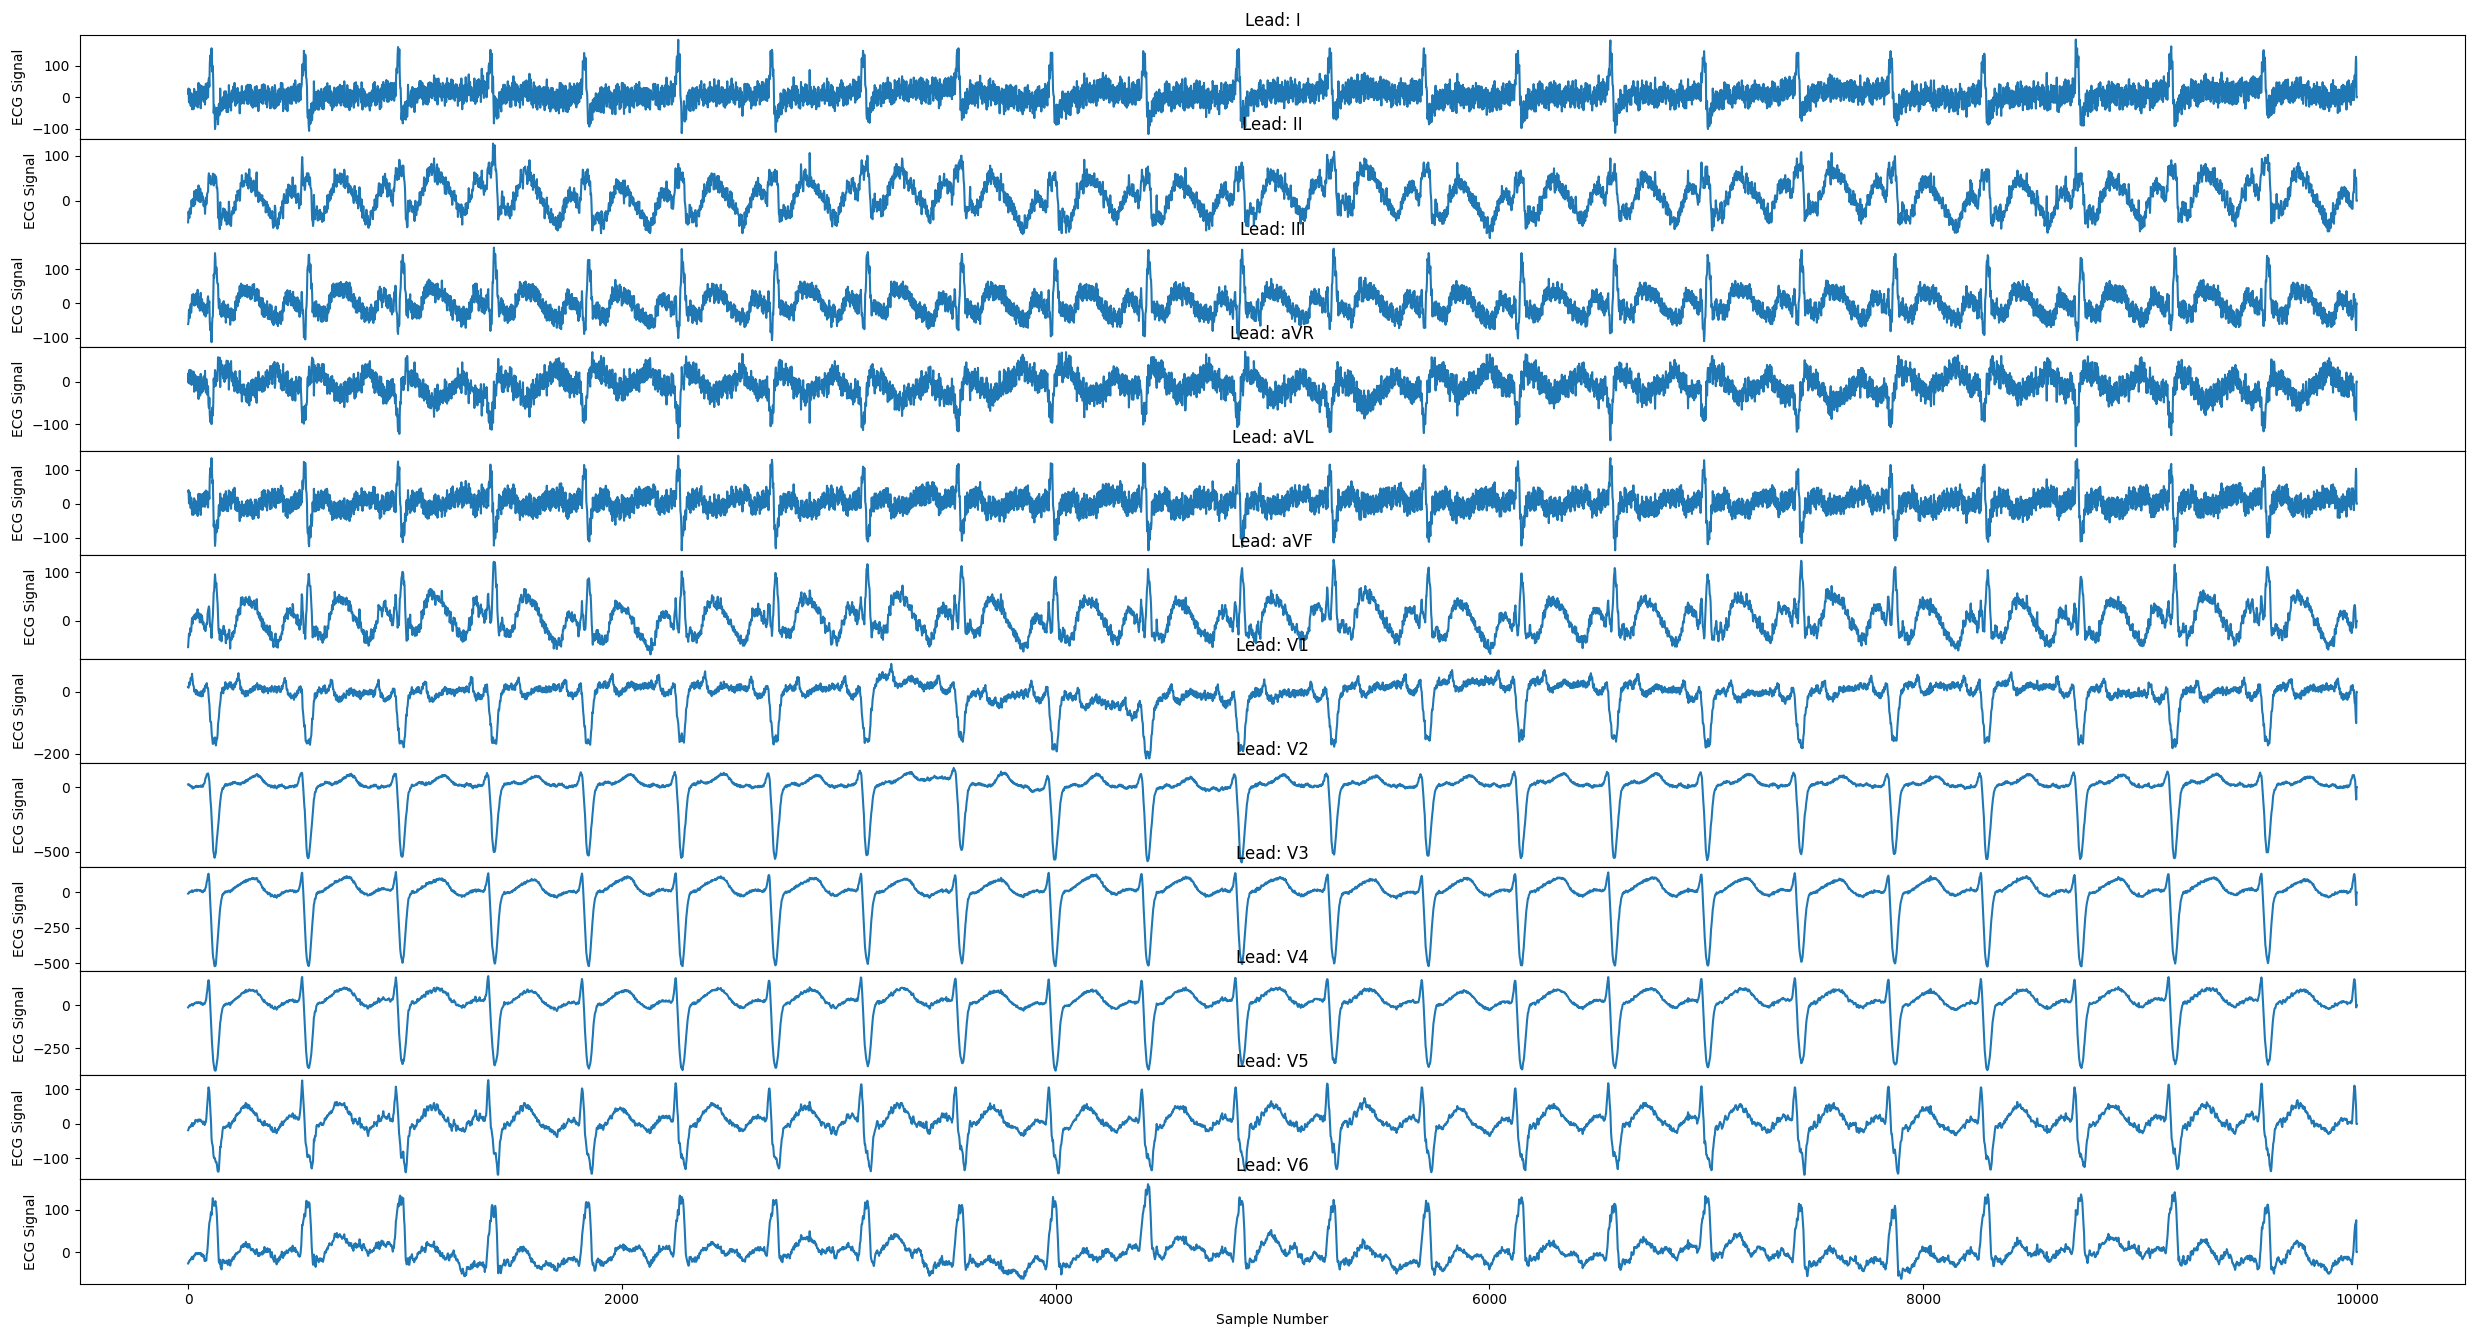 Lead: I
ECG Signal
100
0
−100
Lead: II
ECG Signal
100
0
Lead: III
ECG Signal
100
0
−100
Lead: aVR
ECG Signal
0
−100
Lead: aVL
ECG Signal
100
0
−100
Lead: aVF
ECG Signal
100
0
Lead: V1
ECG Signal
0
−200
Lead: V2
ECG Signal
0
−500
Lead: V3
ECG Signal
0
−250
−500
Lead: V4
ECG Signal
0
−250
Lead: V5
ECG Signal
100
0
−100
Lead: V6
ECG Signal
100
0
0 2000 4000 6000 8000 10000
Sample Number